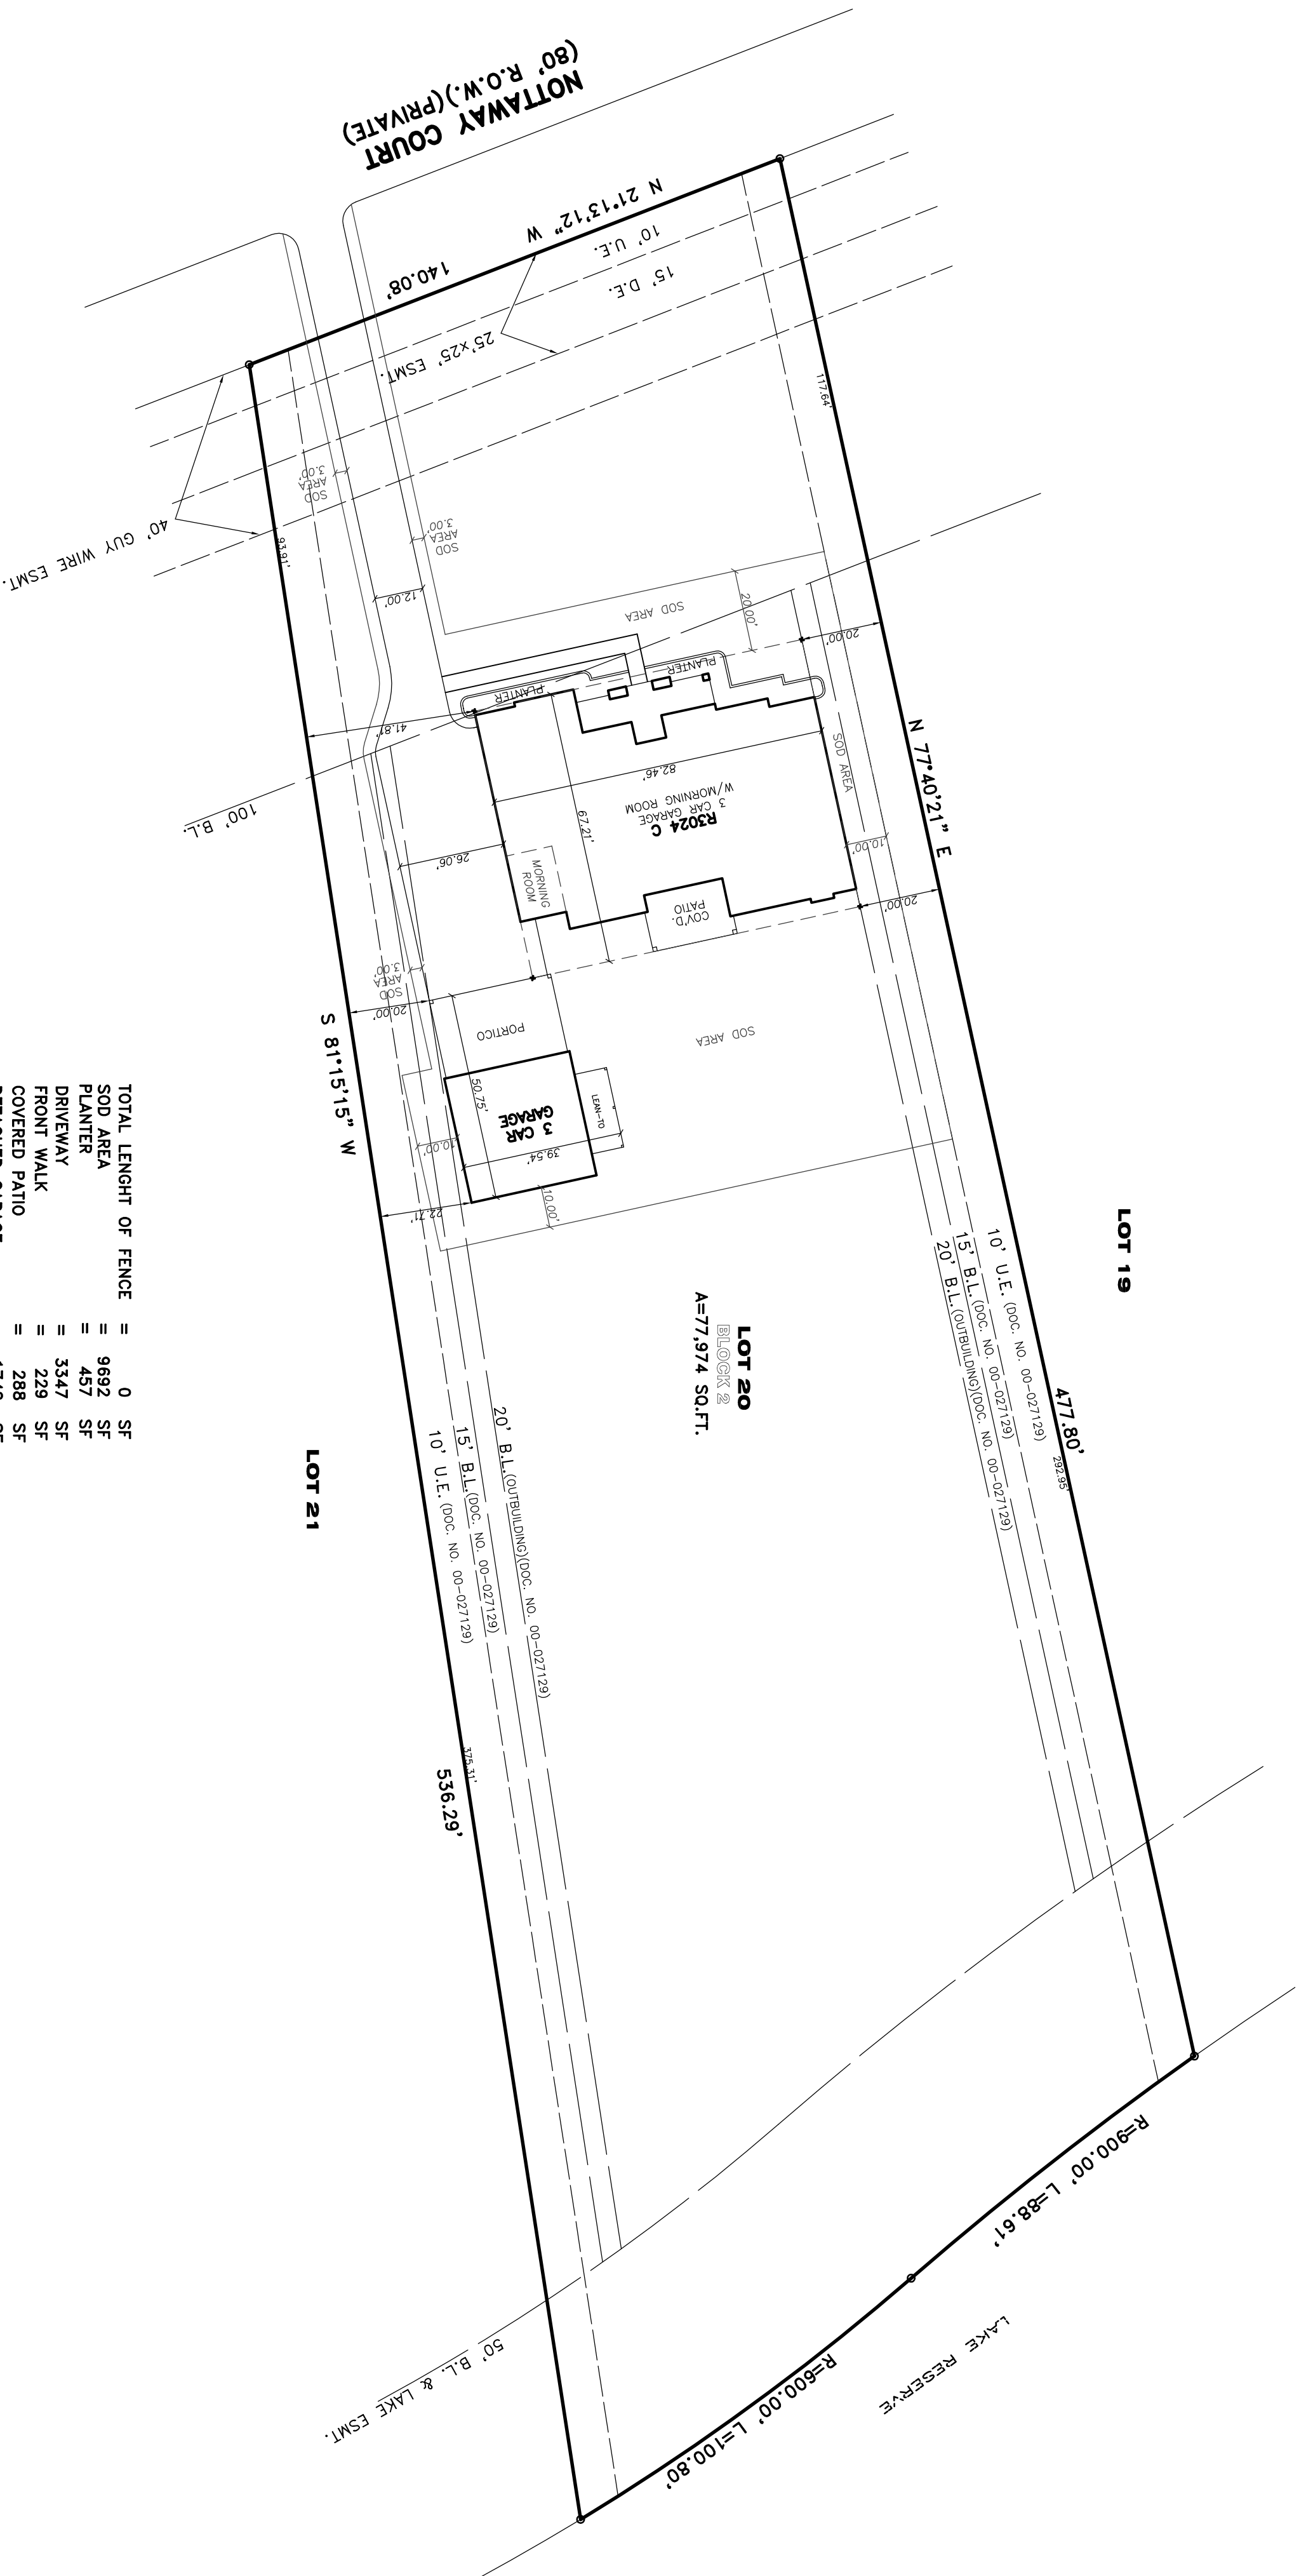 NOTTAWAY COURT
(80' R.O.W.)(PRIVATE)
N 21°13'12" W
140.08'
10' U.E.
15' D.E.
25'x25' ESMT.
40' GUY WIRE ESMT.
117.64'
93.91'
SOD
AREA
3.00'
SOD
AREA
3.00'
12.00'
SOD AREA
20.00'
20.00'
PLANTER
PLANTER
41.81'
100' B.L.
82.46'
R3024 C
3 CAR GARAGE
W/MORNING ROOM
67.21'
SOD AREA
N 77°40'21" E
10.00'
20.00'
26.06'
MORNING
ROOM
COV'D.
PATIO
SOD
AREA
3.00'
20.00'
PORTICO
SOD AREA
S 81°15'15" W
50.75'
3 CAR
GARAGE
39.54'
LEAN-TO
10.00'
10.00'
22.71'
LOT 19
10' U.E. (DOC. NO. 00-027129)
15' B.L.(DOC. NO. 00-027129)
20' B.L.(OUTBUILDING)(DOC. NO. 00-027129)
477.80'
292.95'
LOT 20
BLOCK 2
A=77,974 SQ.FT.
20' B.L.(OUTBUILDING)(DOC. NO. 00-027129)
15' B.L.(DOC. NO. 00-027129)
10' U.E. (DOC. NO. 00-027129)
LOT 21
375.31'
536.29'
50' B.L. & LAKE ESMT.
R=900.00' L=88.61'
R=600.00' L=100.80'
LAKE RESERVE
TOTAL LENGHT OF FENCE = 0 SF
SOD AREA = 9692 SF
PLANTER = 457 SF
DRIVEWAY = 3347 SF
FRONT WALK = 229 SF
COVERED PATIO = 288 SF